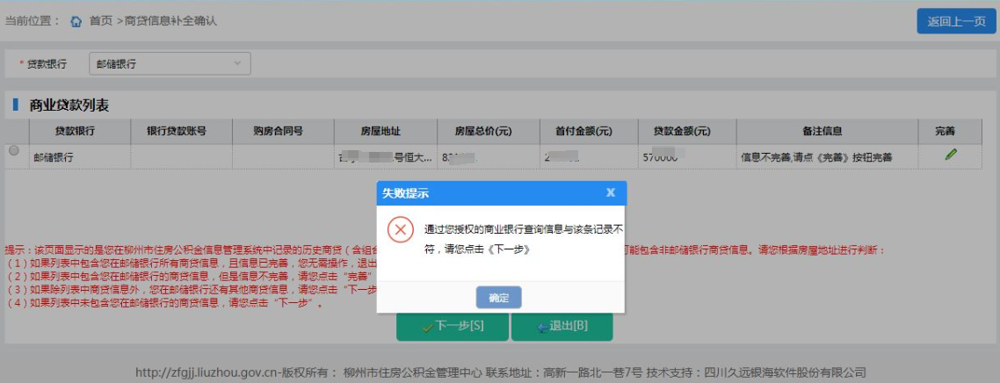 当前位置： 首页 >商贷信息补全确认
返回上一页
* 贷款银行 邮储银行
商业贷款列表
贷款银行 银行贷款账号 购房合同号 房屋地址 房屋总价(元) 首付金额(元) 贷款金额(元) 备注信息 完善
邮储银行 号恒大... 8 2 570000 信息不完善,请点《完善》按钮完善
失败提示 X
通过您授权的商业银行查询信息与该条记录不
符，请您点击《下一步》
确定
提示：该页面显示的是您在柳州市住房公积金信息管理系统中记录的历史商贷（含组合 可能包含非邮储银行商贷信息。请您根据房屋地址进行判断：
（1）如果列表中包含您在邮储银行所有商贷信息，且信息已完善，您无需操作，退出
（2）如果列表中包含您在邮储银行的商贷信息，但是信息不完善，请您点击“完善”
（3）如果除列表中商贷信息外，您在邮储银行还有其他商贷信息，请您点击“下一步
（4）如果列表中未包含您在邮储银行的商贷信息，请您点击“下一步”。
下一步[S] 退出[B]
http://zfgjj.liuzhou.gov.cn-版权所有： 柳州市住房公积金管理中心 联系地址：高新一路北一巷7号 技术支持：四川久远银海软件股份有限公司